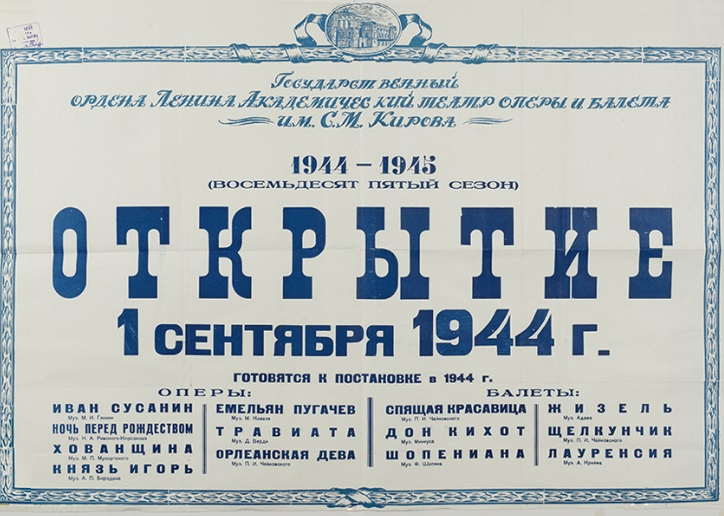 Государственный
ордена Ленина Академический театр оперы и балета
им. С.М. Кирова
1944 – 1945
(ВОСЕМЬДЕСЯТ ПЯТЫЙ СЕЗОН)
ОТКРЫТИЕ
1 СЕНТЯБРЯ 1944 г.
ГОТОВЯТСЯ К ПОСТАНОВКЕ в 1944 г.
ОПЕРЫ:
ИВАН СУСАНИН
Муз. М. И. Глинки
НОЧЬ ПЕРЕД РОЖДЕСТВОМ
Муз. Н. А. Римского-Корсакова
ХОВАНЩИНА
Муз. М. П. Мусоргского
КНЯЗЬ ИГОРЬ
Муз. А. П. Бородина
ЕМЕЛЬЯН ПУГАЧЕВ
Муз. М. Коваля
ТРАВИАТА
Муз. Д. Верди
ОРЛЕАНСКАЯ ДЕВА
Муз. П. И. Чайковского
БАЛЕТЫ:
СПЯЩАЯ КРАСАВИЦА
Муз. П. И. Чайковского
ДОН КИХОТ
Муз. Минкуса
ШОПЕНИАНА
Муз. Ф. Шопена
ЖИЗЕЛЬ
Муз. Адана
ЩЕЛКУНЧИК
Муз. П. И. Чайковского
ЛАУРЕНСИЯ
Муз. А. Крейна